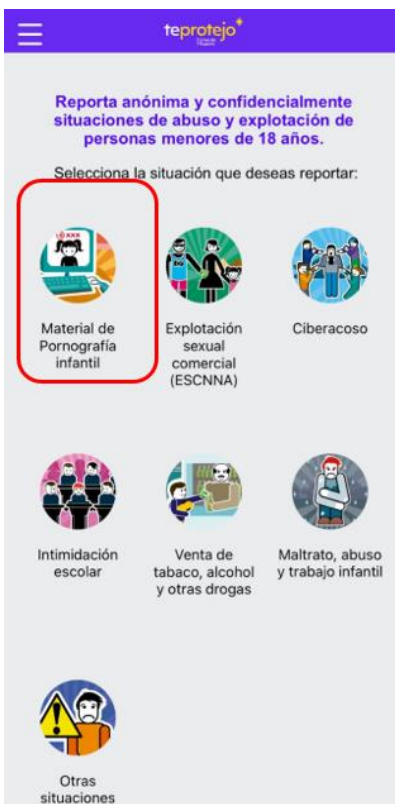 teprotejo
Reporta anónima y confidencialmente
situaciones de abuso y explotación de
personas menores de 18 años.
Selecciona la situación que deseas reportar:
XXX
Material de
Pornografía
infantil
Explotación
sexual
comercial
(ESCNNA)
Ciberacoso
Intimidación
escolar
Venta de
tabaco, alcohol
y otras drogas
Maltrato, abuso
y trabajo infantil
Otras
situaciones